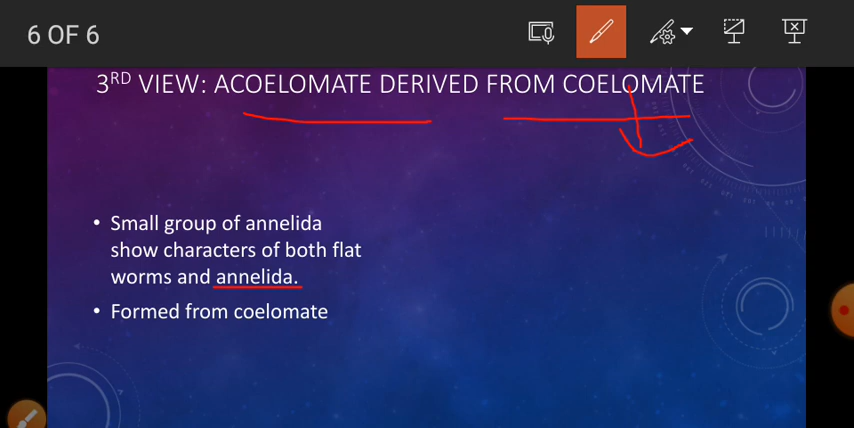 6 OF 6
3RD VIEW: ACOELOMATE DERIVED FROM COELOMATE
• Small group of annelida
show characters of both flat
worms and annelida.
• Formed from coelomate